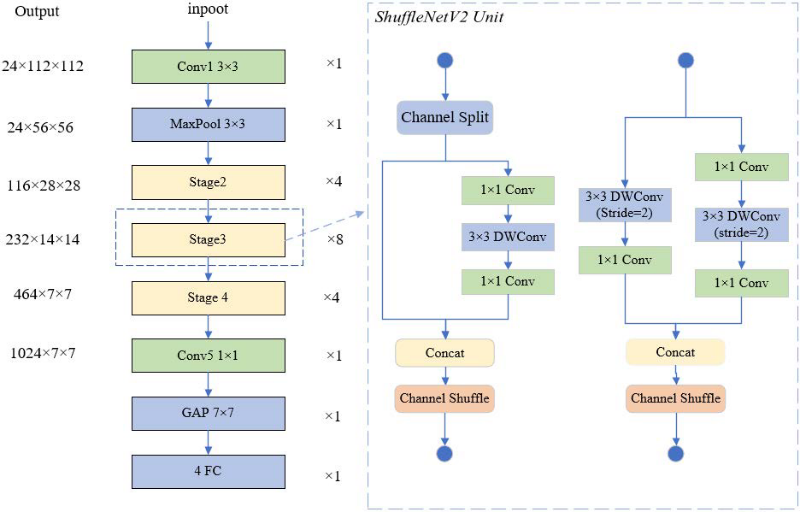 Output
inpoot
24×112×112
Conv1 3×3
×1
24×56×56
MaxPool 3×3
×1
116×28×28
Stage2
×4
232×14×14
Stage3
×8
464×7×7
Stage 4
×4
1024×7×7
Conv5 1×1
×1
GAP 7×7
×1
4 FC
×1
ShuffleNetV2 Unit
Channel Split
1×1 Conv
3×3 DWConv
1×1 Conv
Concat
Channel Shuffle
3×3 DWConv
(Stride=2)
1×1 Conv
1×1 Conv
3×3 DWConv
(stride=2)
1×1 Conv
Concat
Channel Shuffle